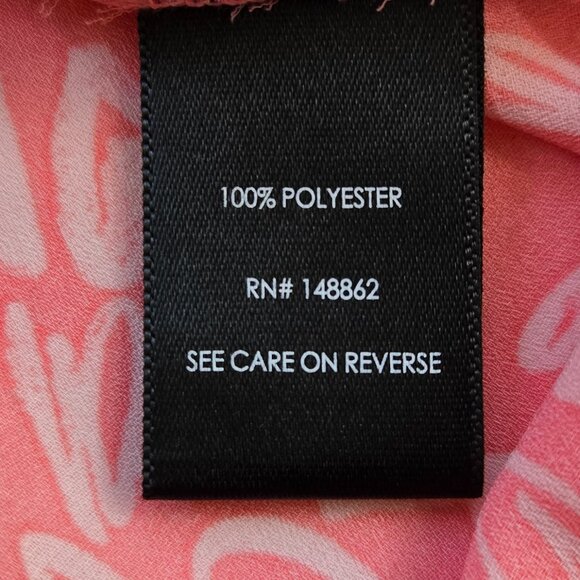 100% POLYESTER
RN# 148862
SEE CARE ON REVERSE